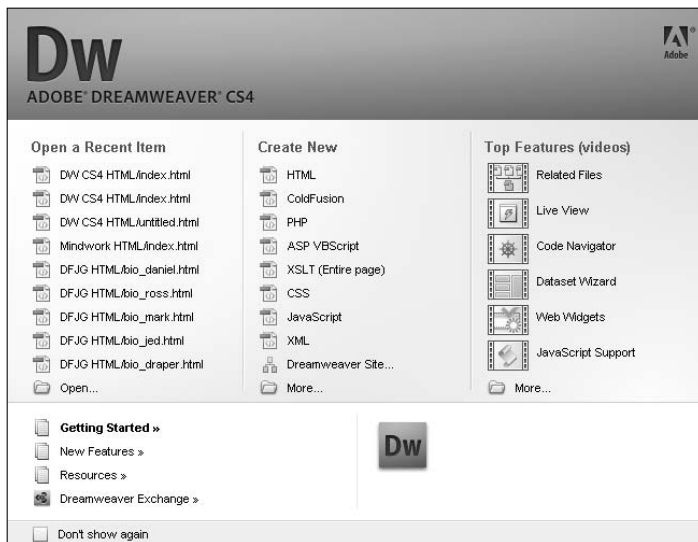 Dw
ADOBE® DREAMWEAVER® CS4
Adobe®
Open a Recent Item
DW CS4 HTML/index.html
DW CS4 HTML/index.html
DW CS4 HTML/untitled.html
Mindwork HTML/index.html
DFJG HTML/bio_daniel.html
DFJG HTML/bio_ross.html
DFJG HTML/bio_mark.html
DFJG HTML/bio_jed.html
DFJG HTML/bio_draper.html
Open...
Create New
HTML
ColdFusion
PHP
ASP VBScript
XSLT (Entire page)
CSS
JavaScript
XML
Dreamweaver Site...
More...
Top Features (videos)
Related Files
Live View
Code Navigator
Dataset Wizard
Web Widgets
JavaScript Support
More...
Getting Started »
New Features »
Resources »
Dreamweaver Exchange »
Dw
Don't show again